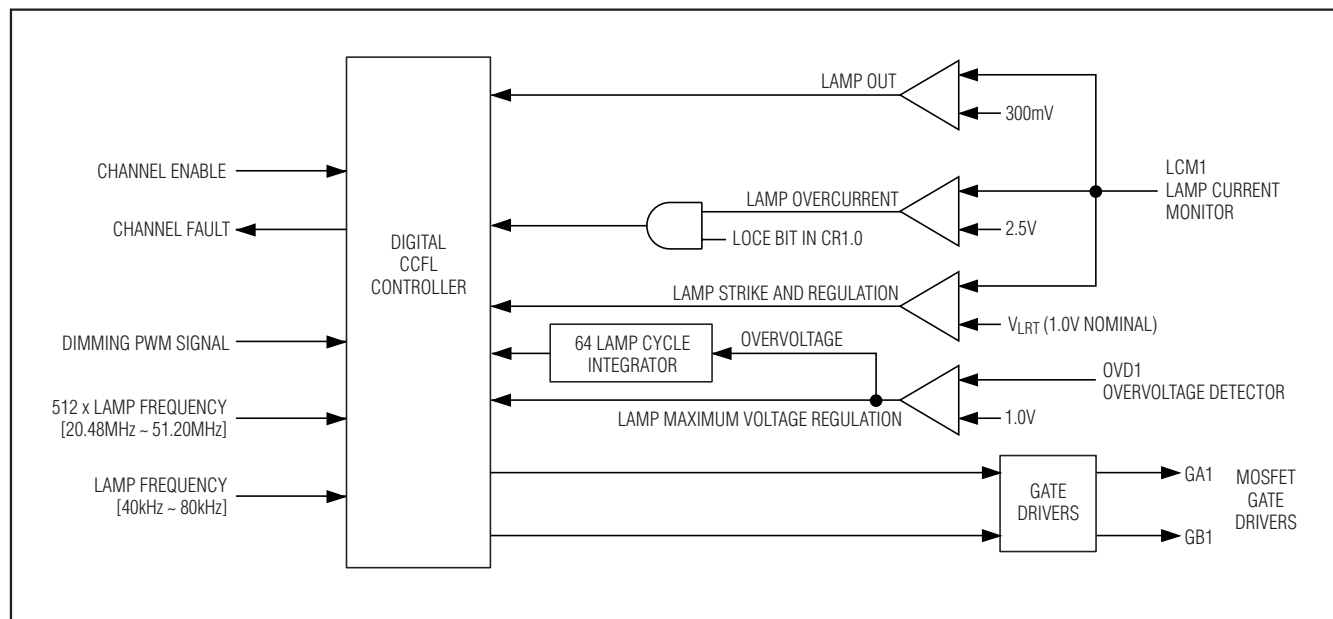 CHANNEL ENABLE
CHANNEL FAULT
DIMMING PWM SIGNAL
512 x LAMP FREQUENCY
[20.48MHz ~ 51.20MHz]
LAMP FREQUENCY
[40kHz ~ 80kHz]
DIGITAL
CCFL
CONTROLLER
LAMP OUT
300mV
LAMP OVERCURRENT
LOCE BIT IN CR1.0
2.5V
LCM1
LAMP CURRENT
MONITOR
LAMP STRIKE AND REGULATION
VLRT (1.0V NOMINAL)
64 LAMP CYCLE
INTEGRATOR
OVERVOLTAGE
LAMP MAXIMUM VOLTAGE REGULATION
OVD1
OVERVOLTAGE DETECTOR
1.0V
GATE
DRIVERS
GA1
GB1
MOSFET
GATE
DRIVERS